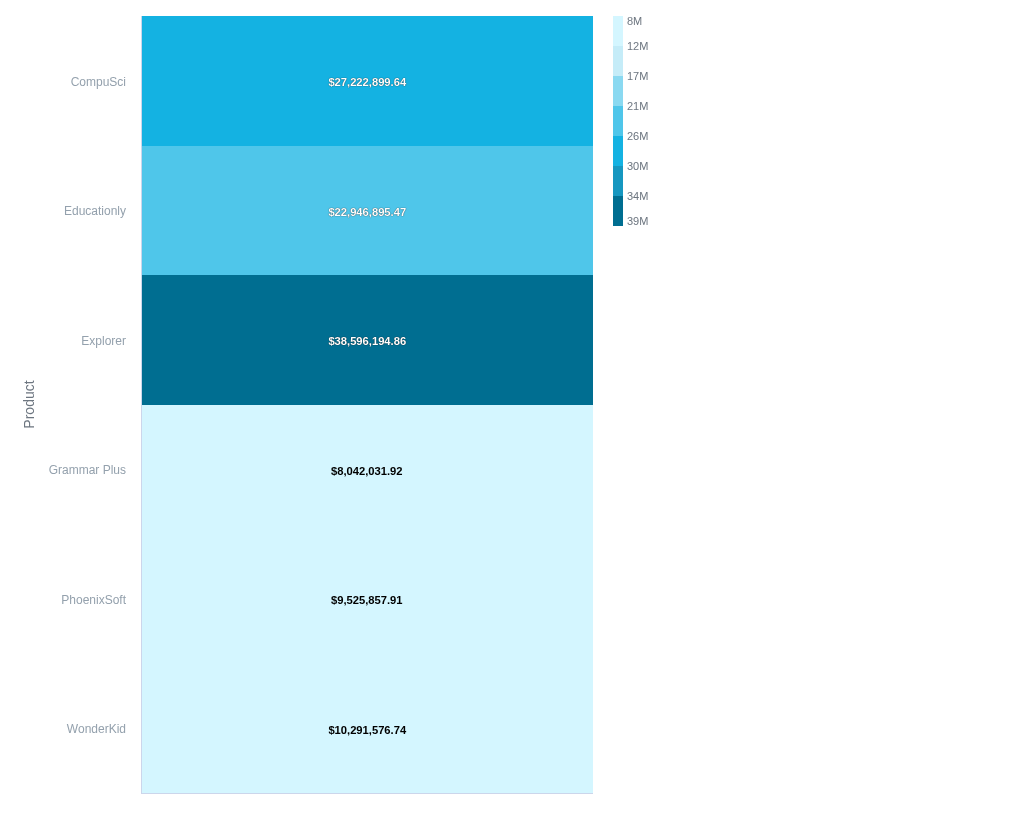 Product
CompuSci
$27,222,899.64
Educationly
$22,946,895.47
Explorer
$38,596,194.86
Grammar Plus
$8,042,031.92
PhoenixSoft
$9,525,857.91
WonderKid
$10,291,576.74
8M
12M
17M
21M
26M
30M
34M
39M